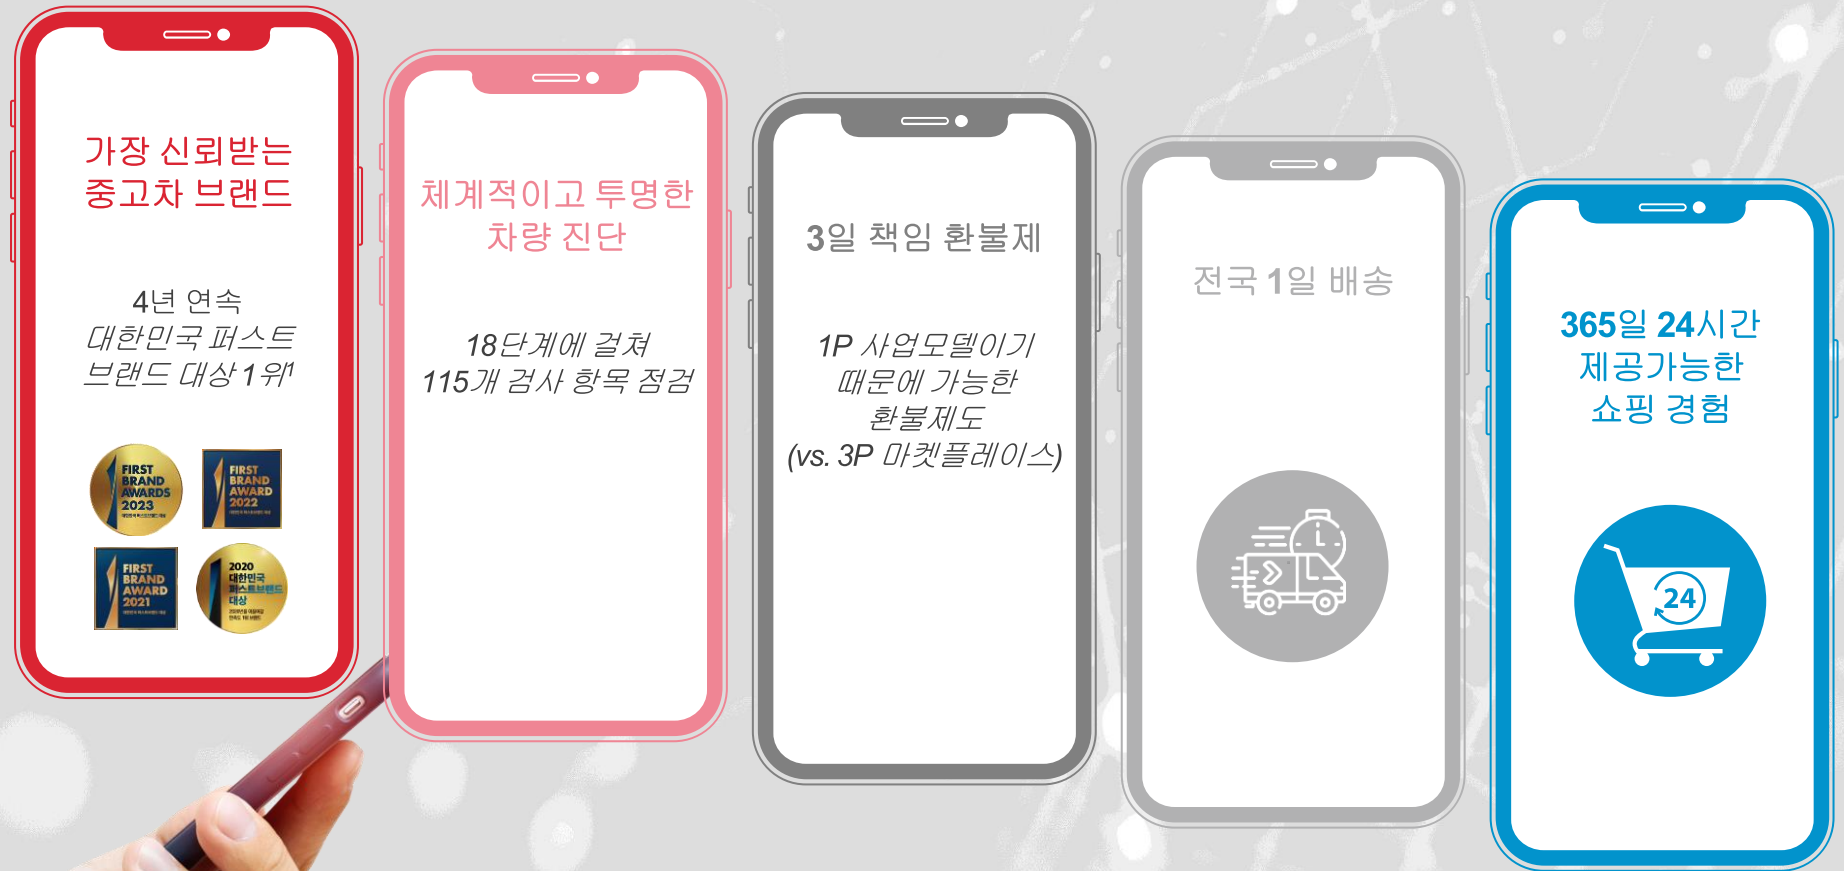 가장 신뢰받는
중고차 브랜드
4년 연속
대한민국 퍼스트
브랜드 대상 1위¹
FIRST
BRAND
AWARDS
2023
FIRST
BRAND
AWARD
2022
FIRST
BRAND
AWARD
2021
2020
대한민국
퍼스트브랜드
대상
체계적이고 투명한
차량 진단
18단계에 걸쳐
115개 검사 항목 점검
3일 책임 환불제
1P 사업모델이기
때문에 가능한
환불제도
(vs. 3P 마켓플레이스)
전국 1일 배송
365일 24시간
제공가능한
쇼핑 경험
24